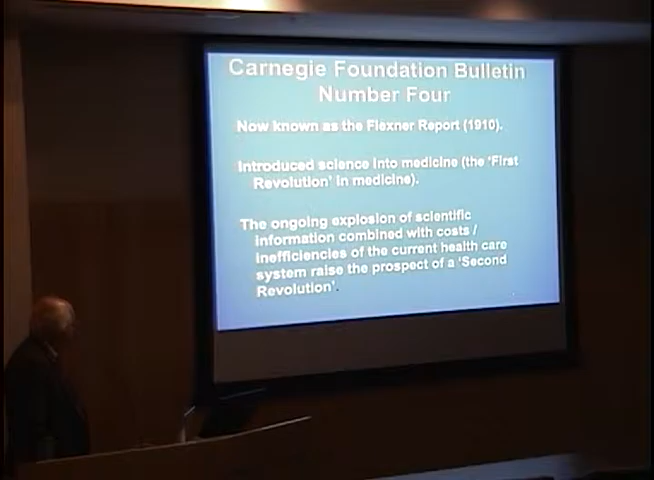 Carnegie Foundation Bulletin
Number Four
Now known as the Flexner Report (1910).
Introduced science into medicine (the 'First
Revolution' in medicine).
The ongoing explosion of scientific
information combined with costs /
inefficiencies of the current health care
system raise the prospect of a 'Second
Revolution'.